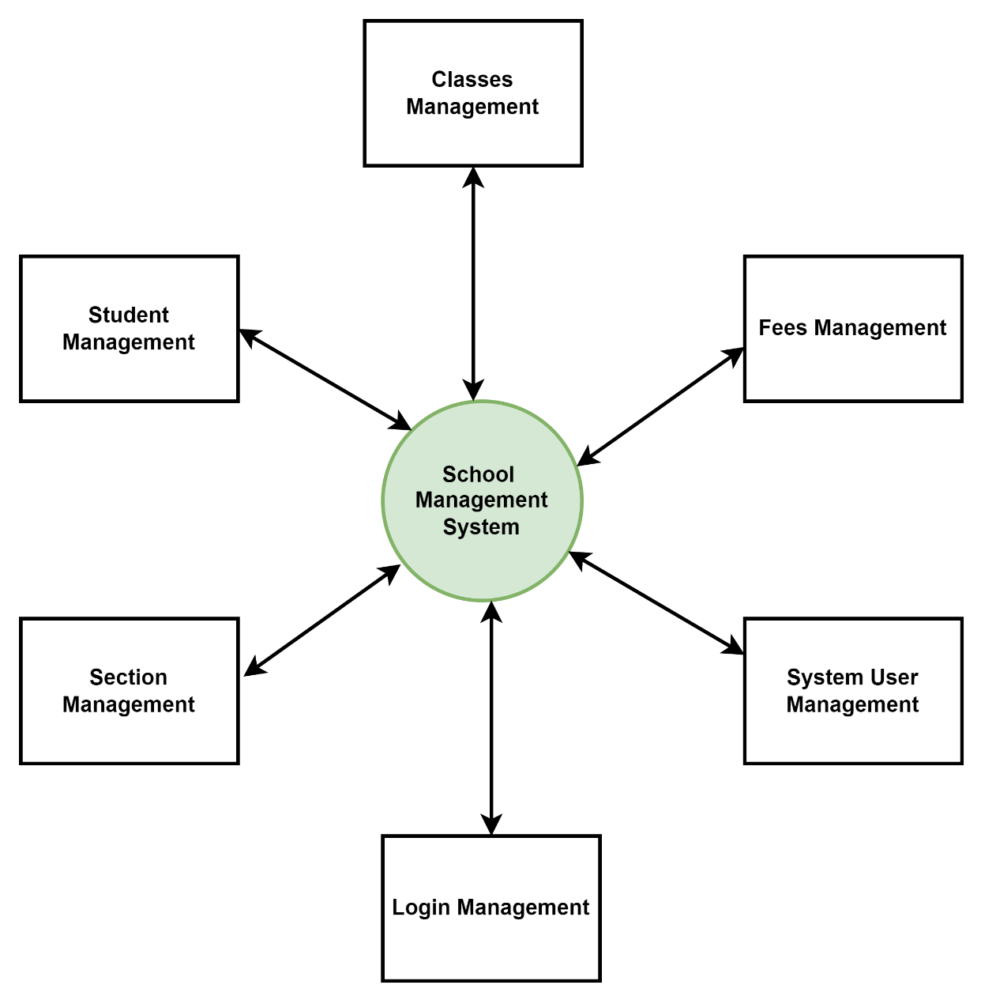 Classes
Management
Student
Management
Fees Management
School
Management
System
Section
Management
System User
Management
Login Management